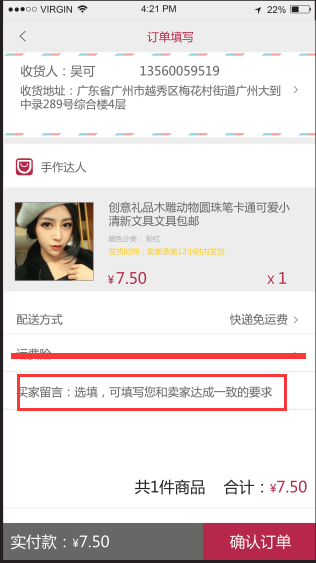 VIRGIN 4:21 PM 22%
订单填写
收货人：吴可 13560059519
收货地址：广东省广州市越秀区梅花村街道广州大到
中录289号综合楼4层
手作达人
创意礼品木雕动物圆珠笔卡通可爱小
清新文具文具包邮
颜色分类： 粉红
发货时间：卖家承诺12小时内发货
¥7.50 X 1
配送方式 快递免运费
运费险
买家留言：选填，可填写您和卖家达成一致的要求
共1件商品 合计：¥7.50
实付款：¥7.50 确认订单